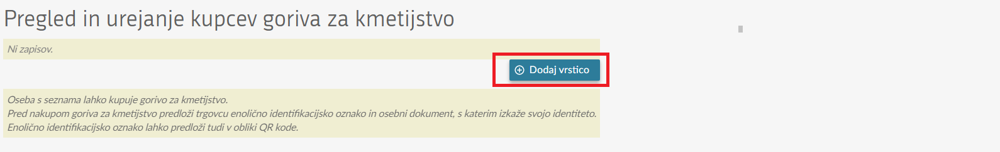 Pregled in urejanje kupcev goriva za kmetijstvo
Ni zapisov.
Dodaj vrstico
Oseba s seznama lahko kupuje gorivo za kmetijstvo.
Pred nakupom goriva za kmetijstvo predloži trgovcu enolično identifikacijsko oznako in osebni dokument, s katerim izkaže svojo identiteto.
Enolično identifikacijsko oznako lahko predloži tudi v obliki QR kode.